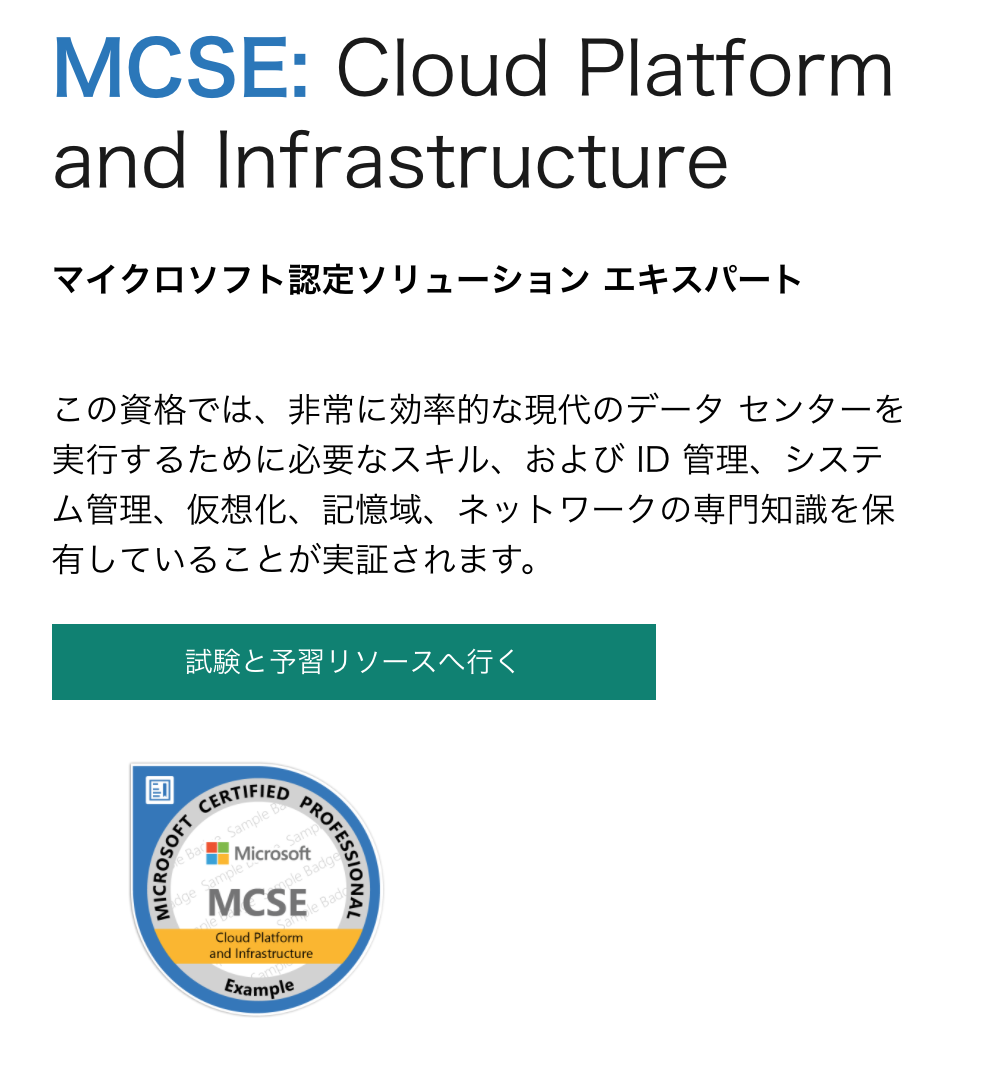 MCSE: Cloud Platform
and Infrastructure
マイクロソフト認定ソリューション エキスパート
この資格では、非常に効率的な現代のデータ センターを
実行するために必要なスキル、および ID 管理、システ
ム管理、仮想化、記憶域、ネットワークの専門知識を保
有していることが実証されます。
試験と予習リソースへ行く
MICROSOFT CERTIFIED PROFESSIONAL
Microsoft
MCSE
Cloud Platform
and Infrastructure
Example